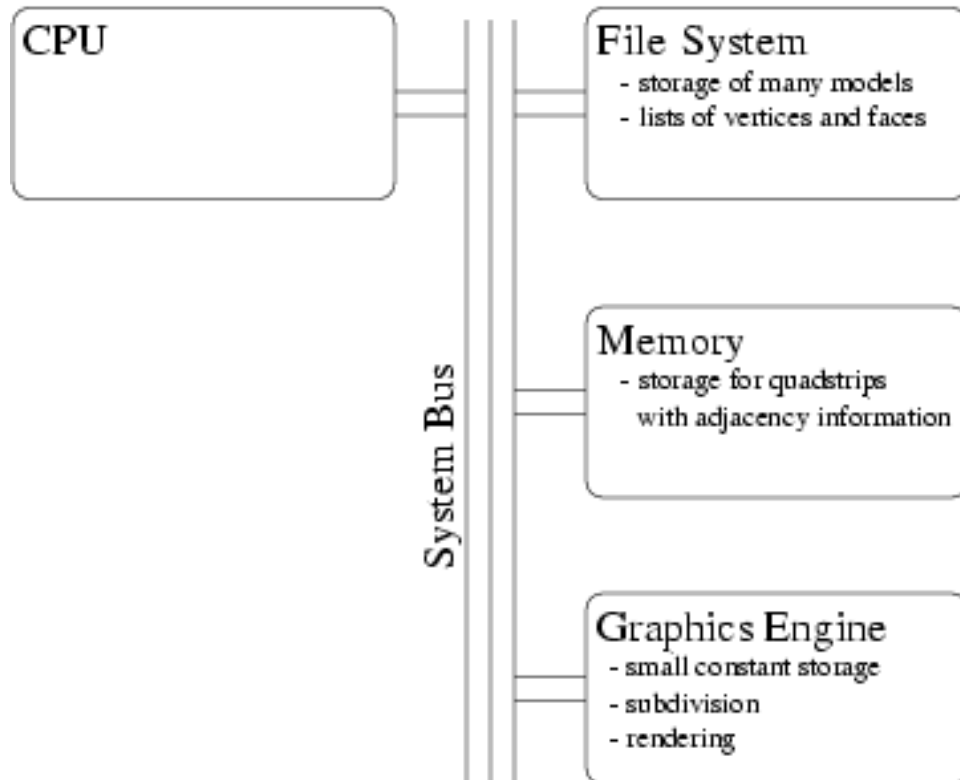 CPU
File System
- storage of many models
- lists of vertices and faces
System Bus
Memory
- storage for quadstrips
with adjacency information
Graphics Engine
- small constant storage
- subdivision
- rendering